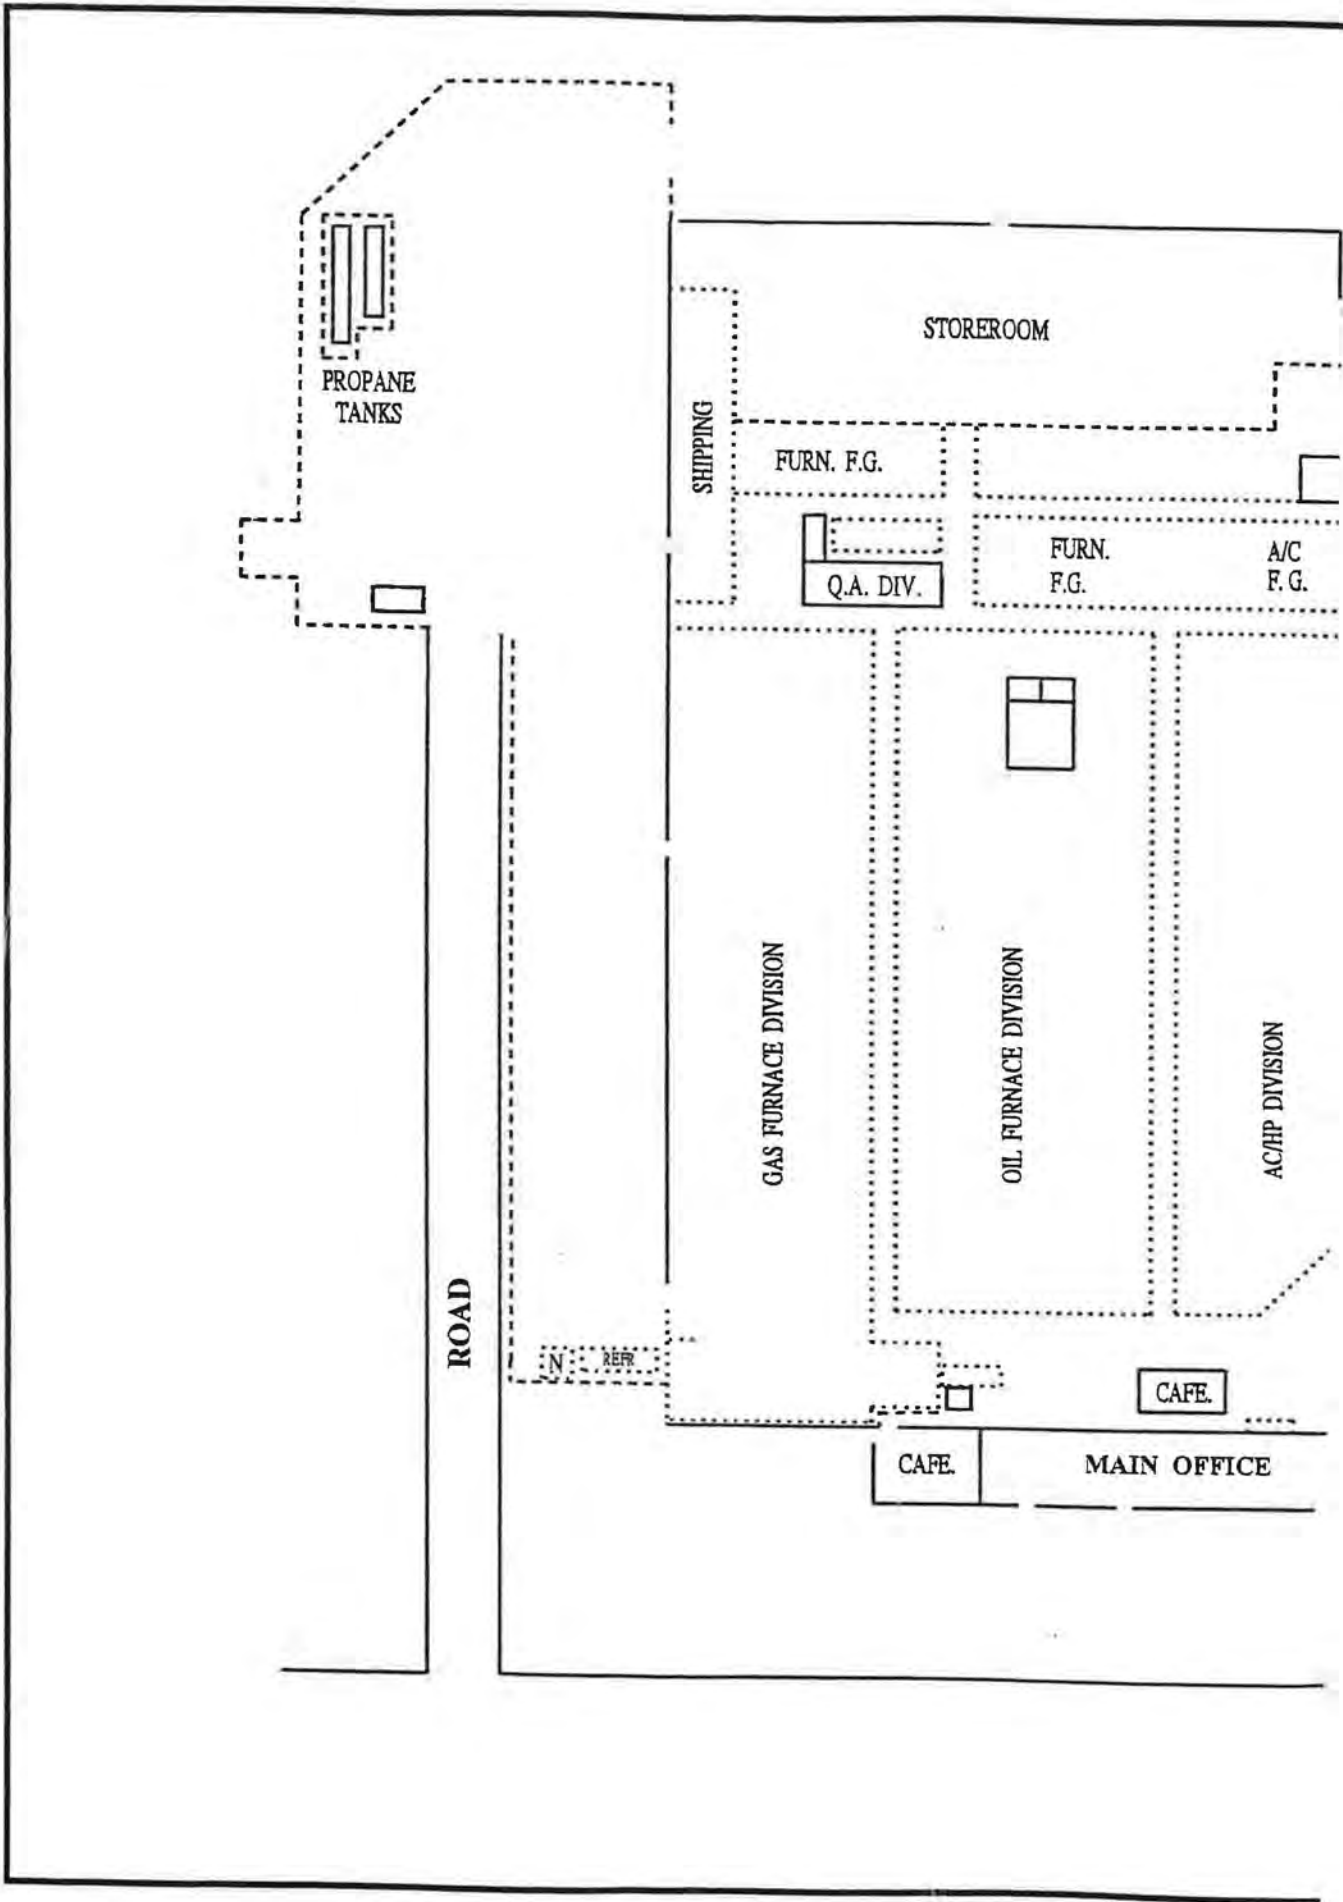 STOREROOM
PROPANE
TANKS
SHIPPING
FURN. F.G.
FURN.
F.G.
A/C
F.G.
Q.A. DIV.
GAS FURNACE DIVISION
OIL FURNACE DIVISION
AC/HP DIVISION
ROAD
N
REFR
CAFE.
CAFE.
MAIN OFFICE